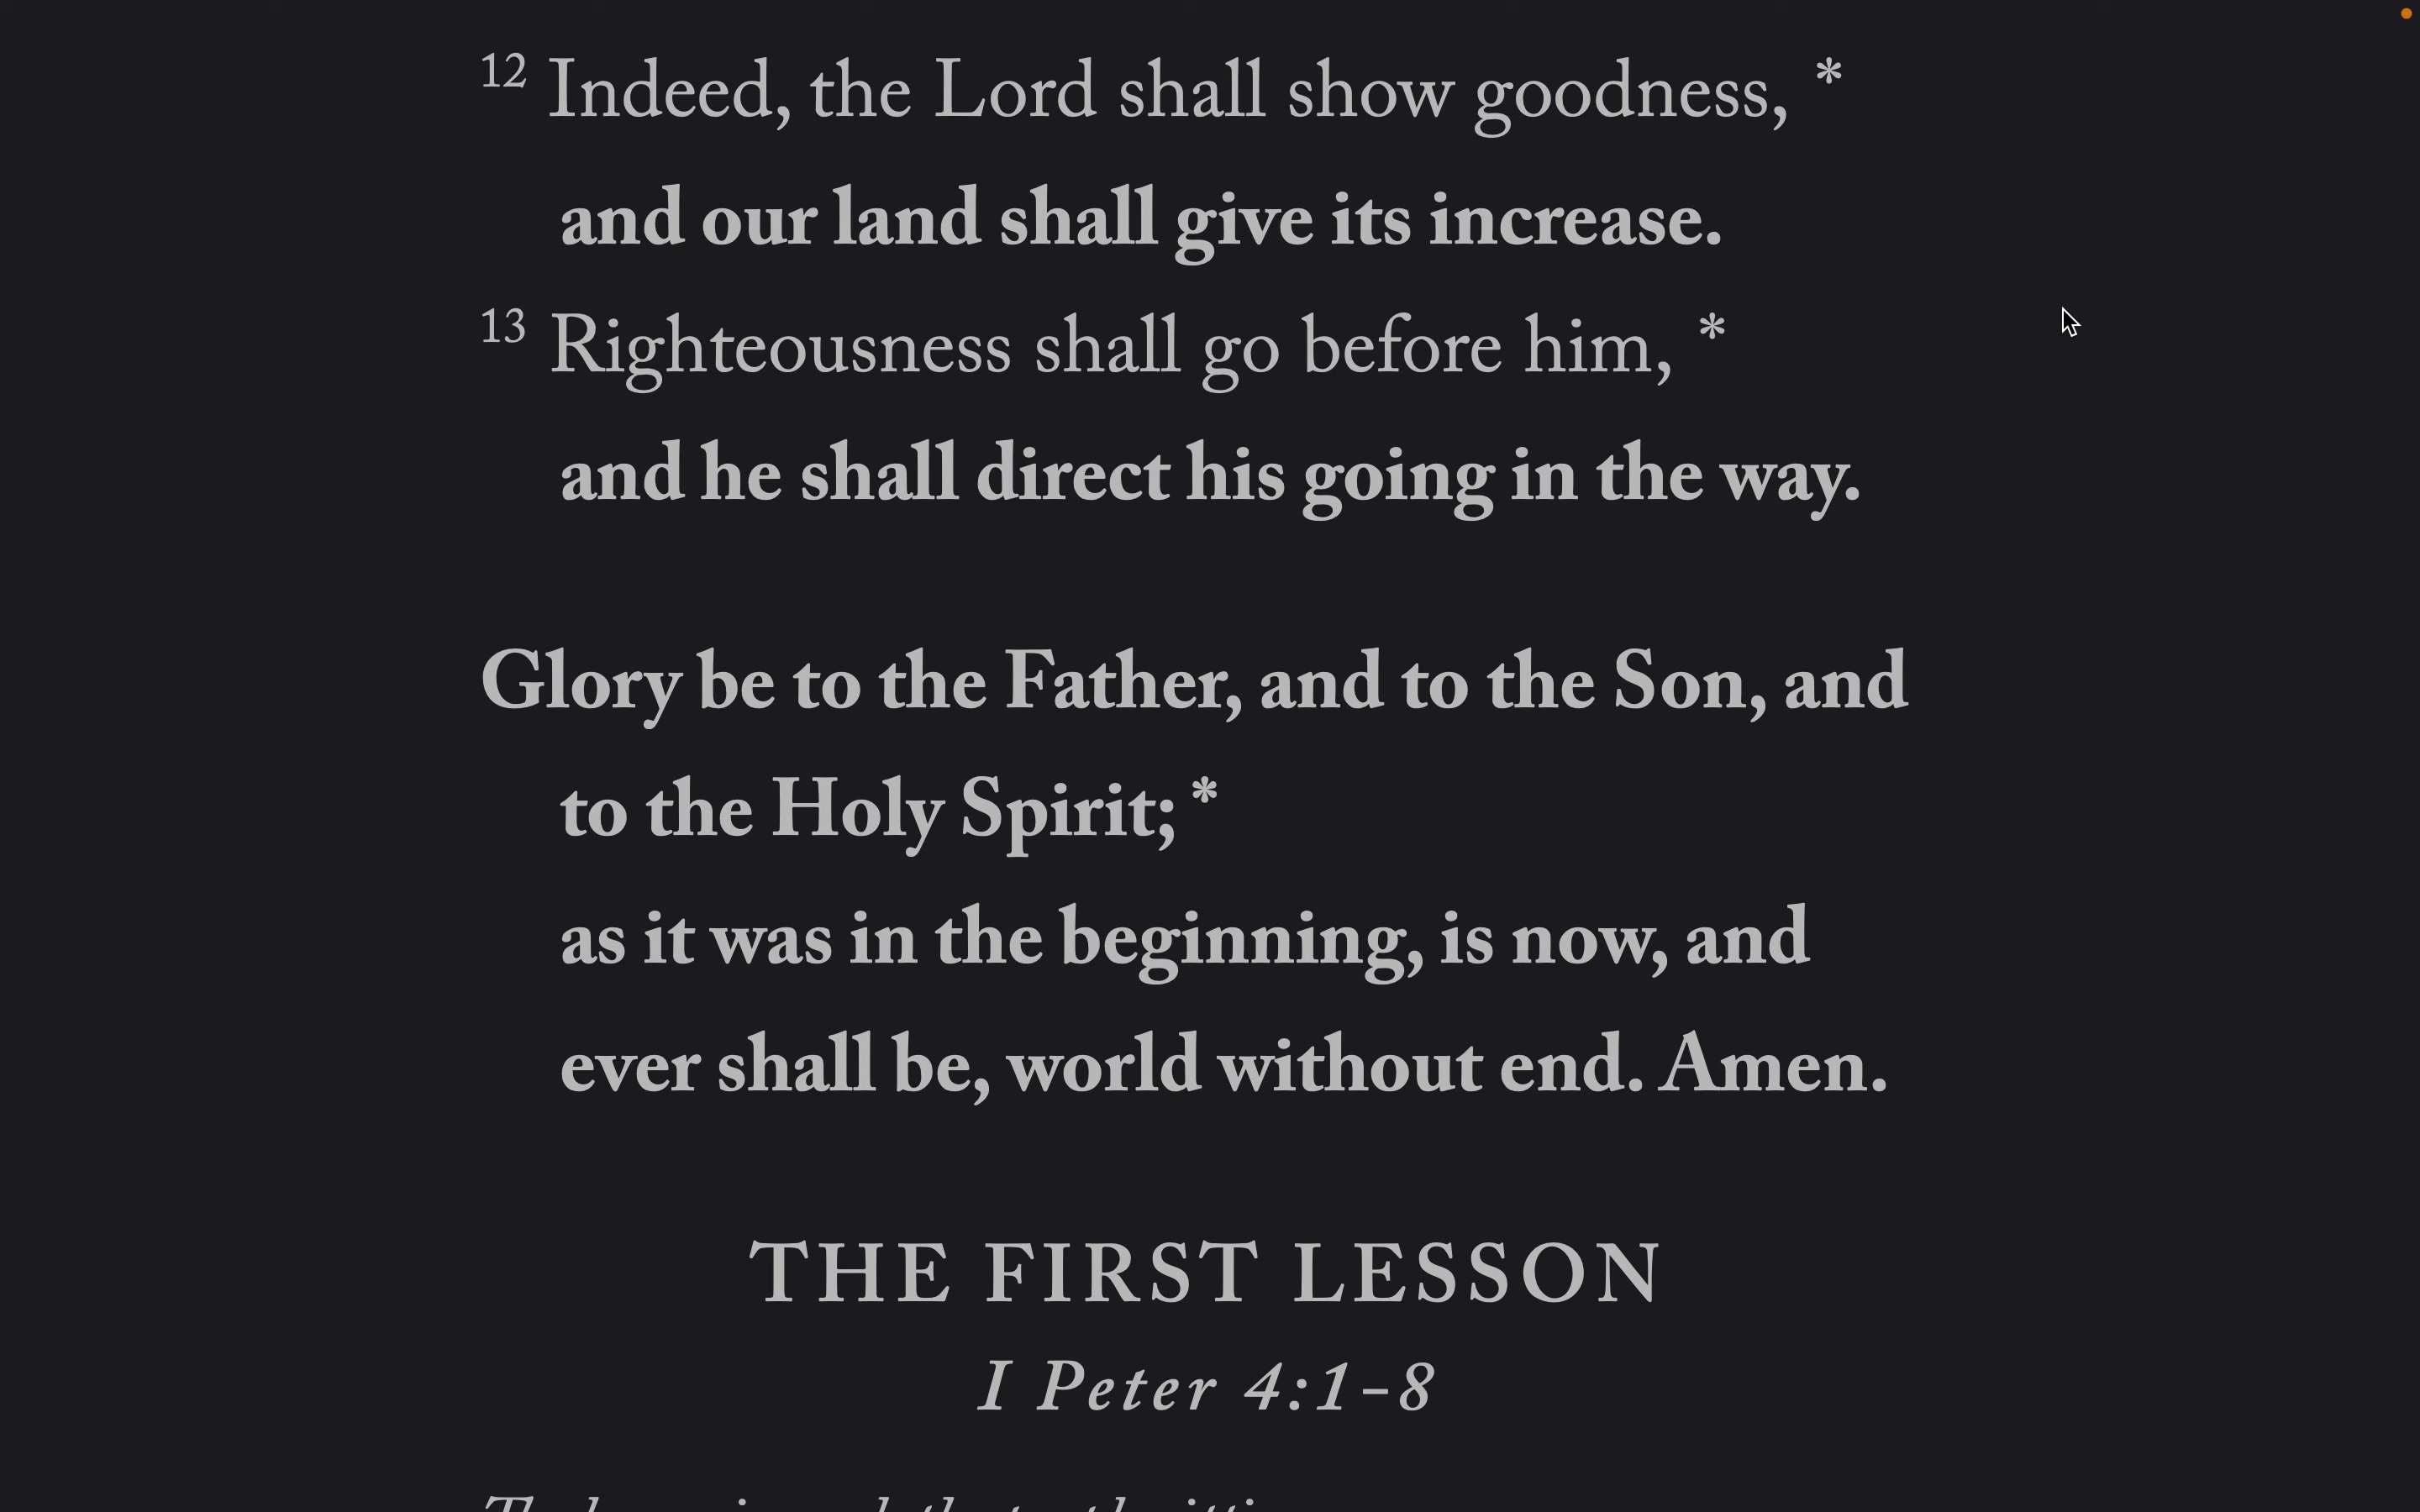 12 Indeed, the Lord shall show goodness, *
and our land shall give its increase.
13 Righteousness shall go before him, *
and he shall direct his going in the way.
Glory be to the Father, and to the Son, and
to the Holy Spirit; *
as it was in the beginning, is now, and
ever shall be, world without end. Amen.
THE FIRST LESSON
I Peter 4:1–8